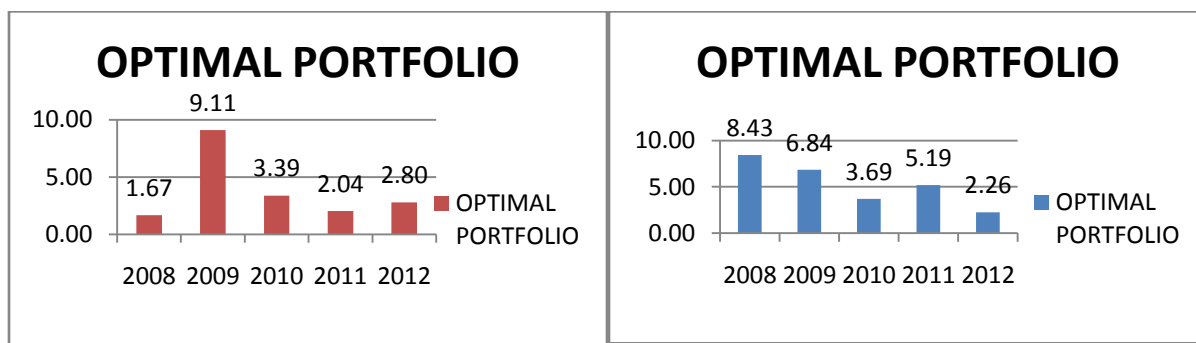 OPTIMAL PORTFOLIO
9.11
10.00
3.39
5.00
2.80
2.04
1.67
OPTIMAL
PORTFOLIO
0.00
2008 2009 2010 2011 2012
OPTIMAL PORTFOLIO
8.43
10.00
6.84
5.19
3.69
5.00
2.26
OPTIMAL
PORTFOLIO
0.00
2008 2009 2010 2011 2012